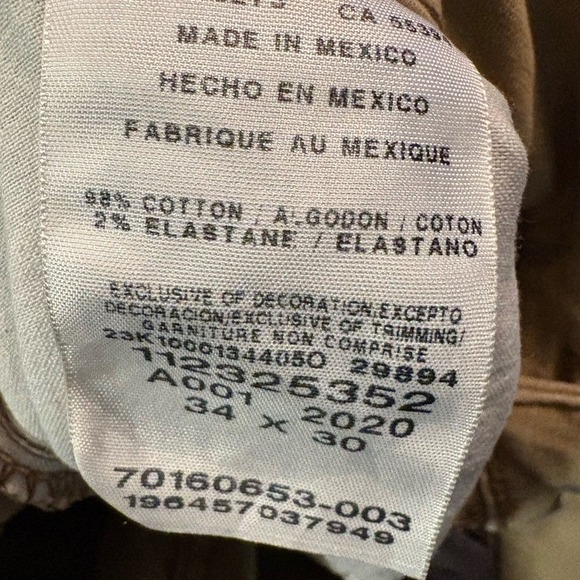 CA
MADE IN MEXICO
HECHO EN MEXICO
FABRIQUE AU MEXIQUE
98% COTTON / ALGODON / COTON
2% ELASTANE / ELASTANO
EXCLUSIVE OF DECORATION/EXCEPTO
DECORACION/EXCLUSIVE OF TRIMMING/
GARNITURE NON COMPRISE
23K10001344050 29894
112325352
A001 2020
34 x 30
70160653-003
196457037949